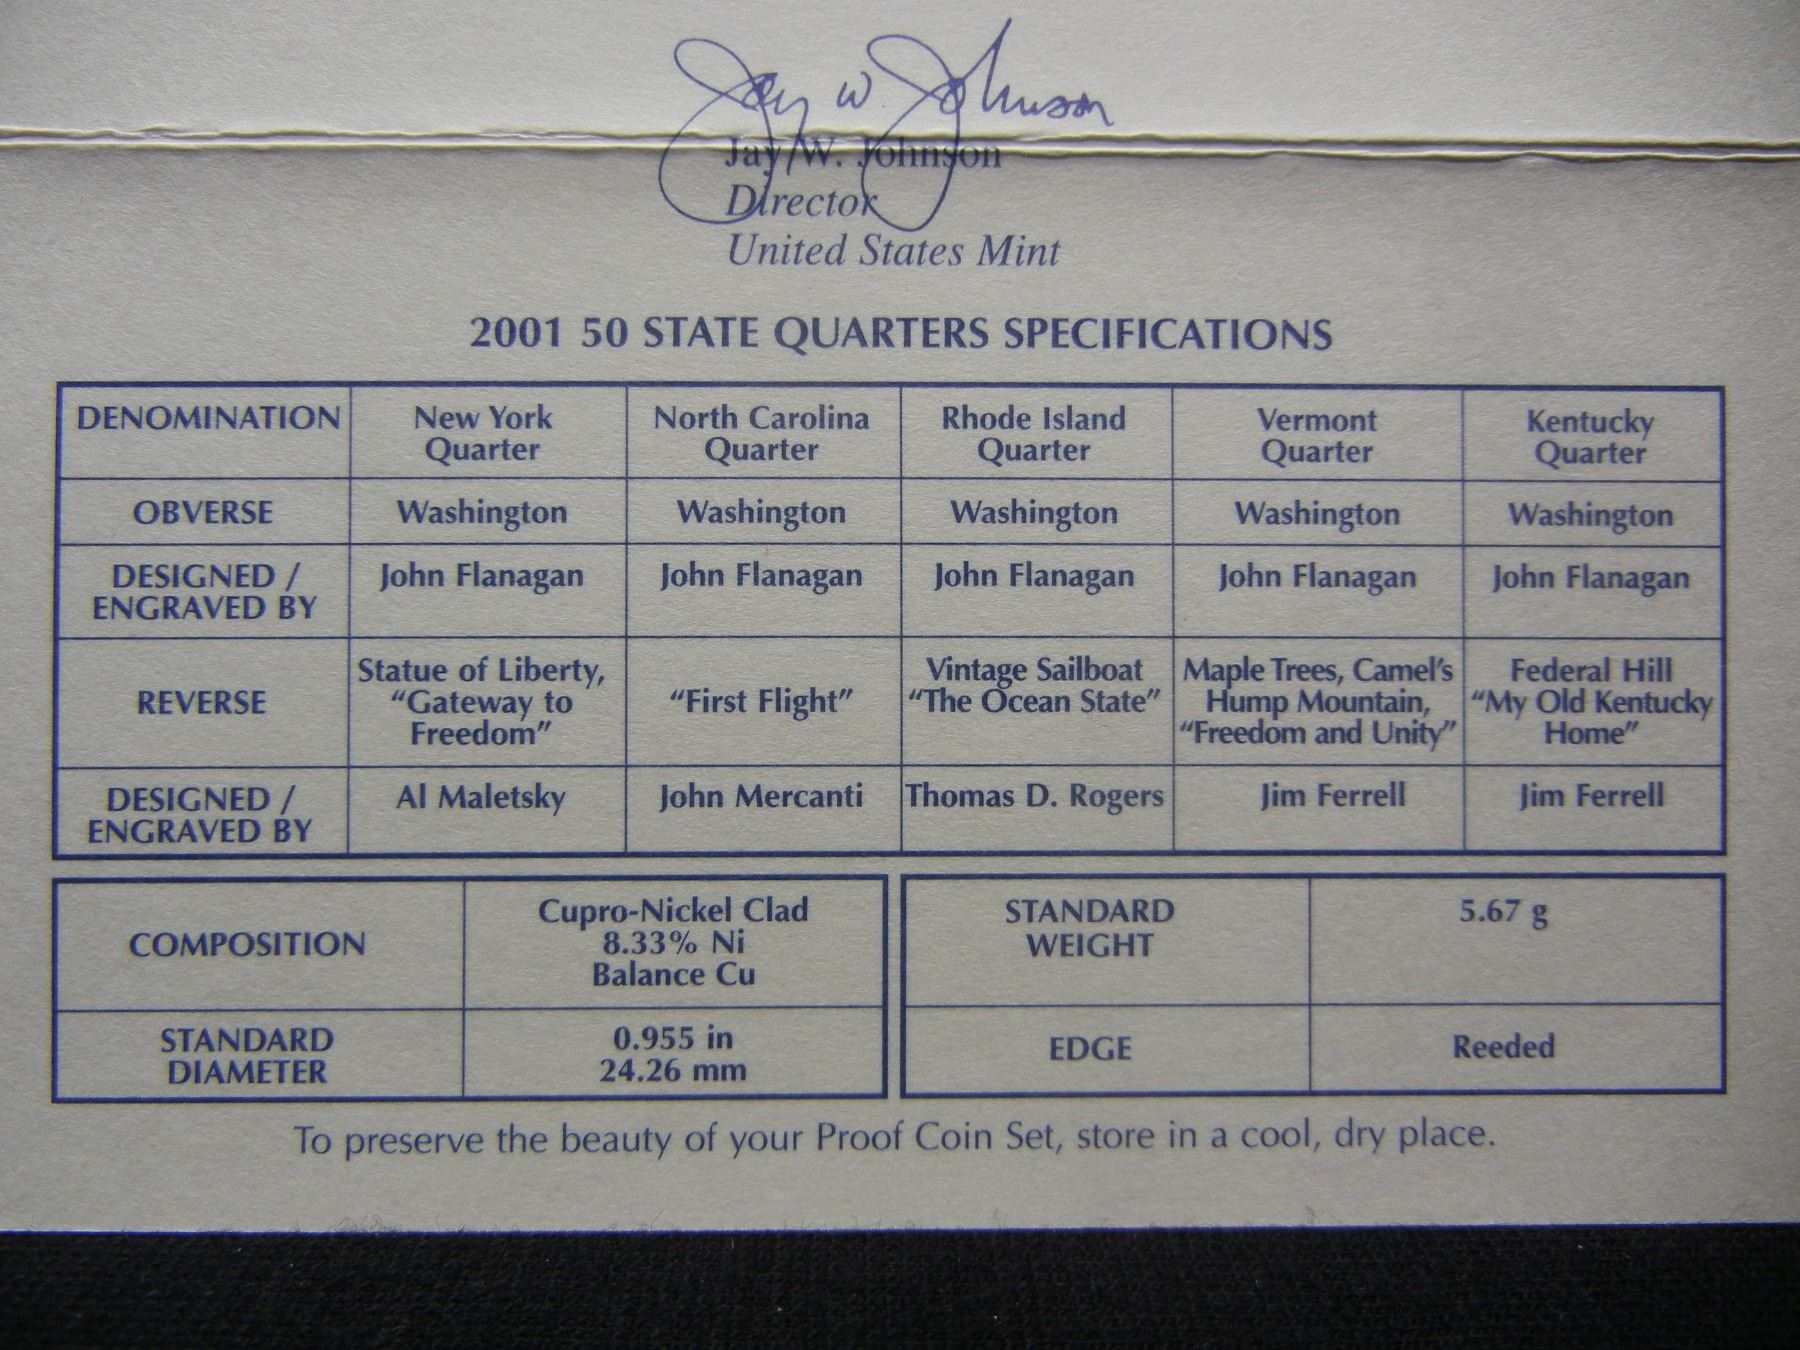 Jay W Johnson
Jay W. Johnson
Director
United States Mint
2001 50 STATE QUARTERS SPECIFICATIONS
DENOMINATION
New York
Quarter
North Carolina
Quarter
Rhode Island
Quarter
Vermont
Quarter
Kentucky
Quarter
OBVERSE
Washington
Washington
Washington
Washington
Washington
DESIGNED /
ENGRAVED BY
John Flanagan
John Flanagan
John Flanagan
John Flanagan
John Flanagan
REVERSE
Statue of Liberty,
“Gateway to
Freedom”
“First Flight”
Vintage Sailboat
“The Ocean State”
Maple Trees, Camel’s
Hump Mountain,
“Freedom and Unity”
Federal Hill
“My Old Kentucky
Home”
DESIGNED /
ENGRAVED BY
Al Maletsky
John Mercanti
Thomas D. Rogers
Jim Ferrell
Jim Ferrell
COMPOSITION
Cupro-Nickel Clad
8.33% Ni
Balance Cu
STANDARD
DIAMETER
0.955 in
24.26 mm
STANDARD
WEIGHT
5.67 g
EDGE
Reeded
To preserve the beauty of your Proof Coin Set, store in a cool, dry place.